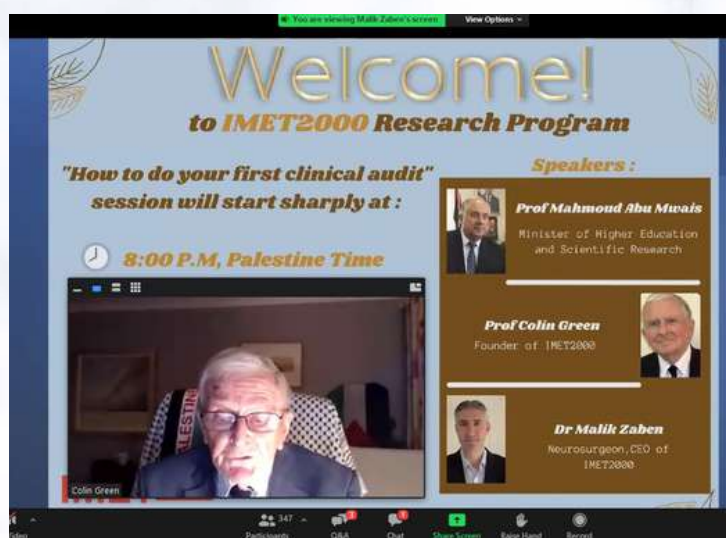 You are viewing Malik Zaben's screen
View Options
Welcome!
to IMET2000 Research Program
"How to do your first clinical audit"
session will start sharply at :
8:00 P.M, Palestine Time
Speakers :
Prof Mahmoud Abu Mwais
Minister of Higher Education
and Scientific Research
Prof Colin Green
Founder of IMET2000
Dr Malik Zaben
Neurosurgeon,CEO of
IMET2000
PALESTINE
Colin Green
Video
347
Participants
Q&A
Chat
Share Screen
Raise Hand
Record